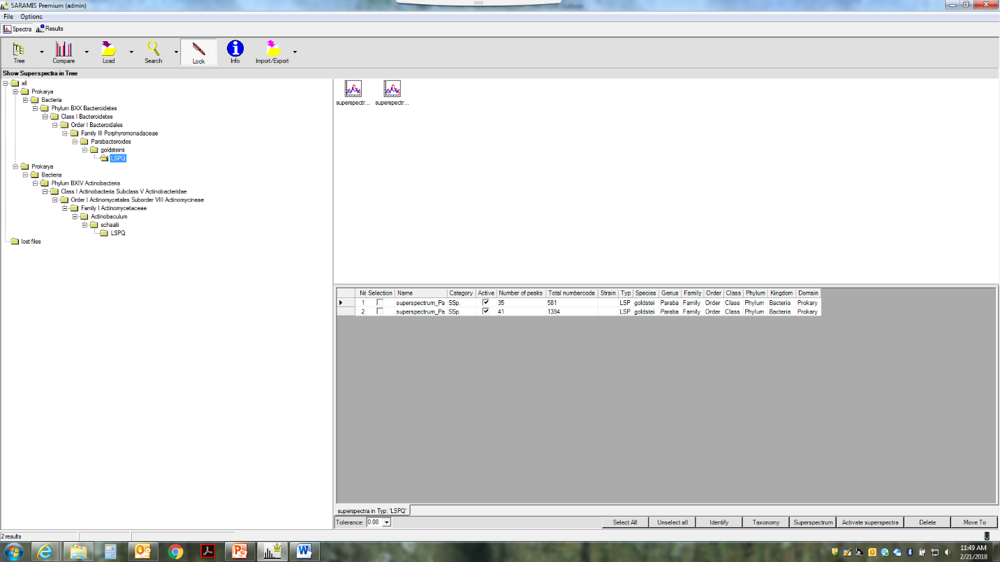 SARAMIS Premium (admin)
File Options
Spectra Results
Tree Compare Load Search Lock Info Import/Export
Show Superspectra in Tree
all
Prokarya
Bacteria
Phylum BXX Bacteroidetes
Class I Bacteroidetes
Order I Bacteroidales
Family III Porphyromonadaceae
Parabacteroides
goldsteinii
LSPQ
Prokarya
Bacteria
Phylum BXIV Actinobacteria
Class I Actinobacteria Subclass V Actinobacteridae
Order I Actinomycetales Suborder VIII Actinomycineae
Family I Actinomycetaceae
Actinobaculum
schaalii
LSPQ
lost files
superspectr... superspectr...
Nr Selection Name Category Active Number of peaks Total numbercode Strain Typ Species Genus Family Order Class Phylum Kingdom Domain
1 superspectrum_Pa SSp. 35 581 LSP goldstei Paraba Family Order Class Phylum Bacteria Prokary
2 superspectrum_Pa SSp. 41 1394 LSP goldstei Paraba Family Order Class Phylum Bacteria Prokary
superspectra in Typ: 'LSPQ'
Tolerance: 0.08 Select All Unselect all Identify Taxonomy Superspectrum Activate superspectra Delete Move To
2 results
11:49 AM
2/21/2018